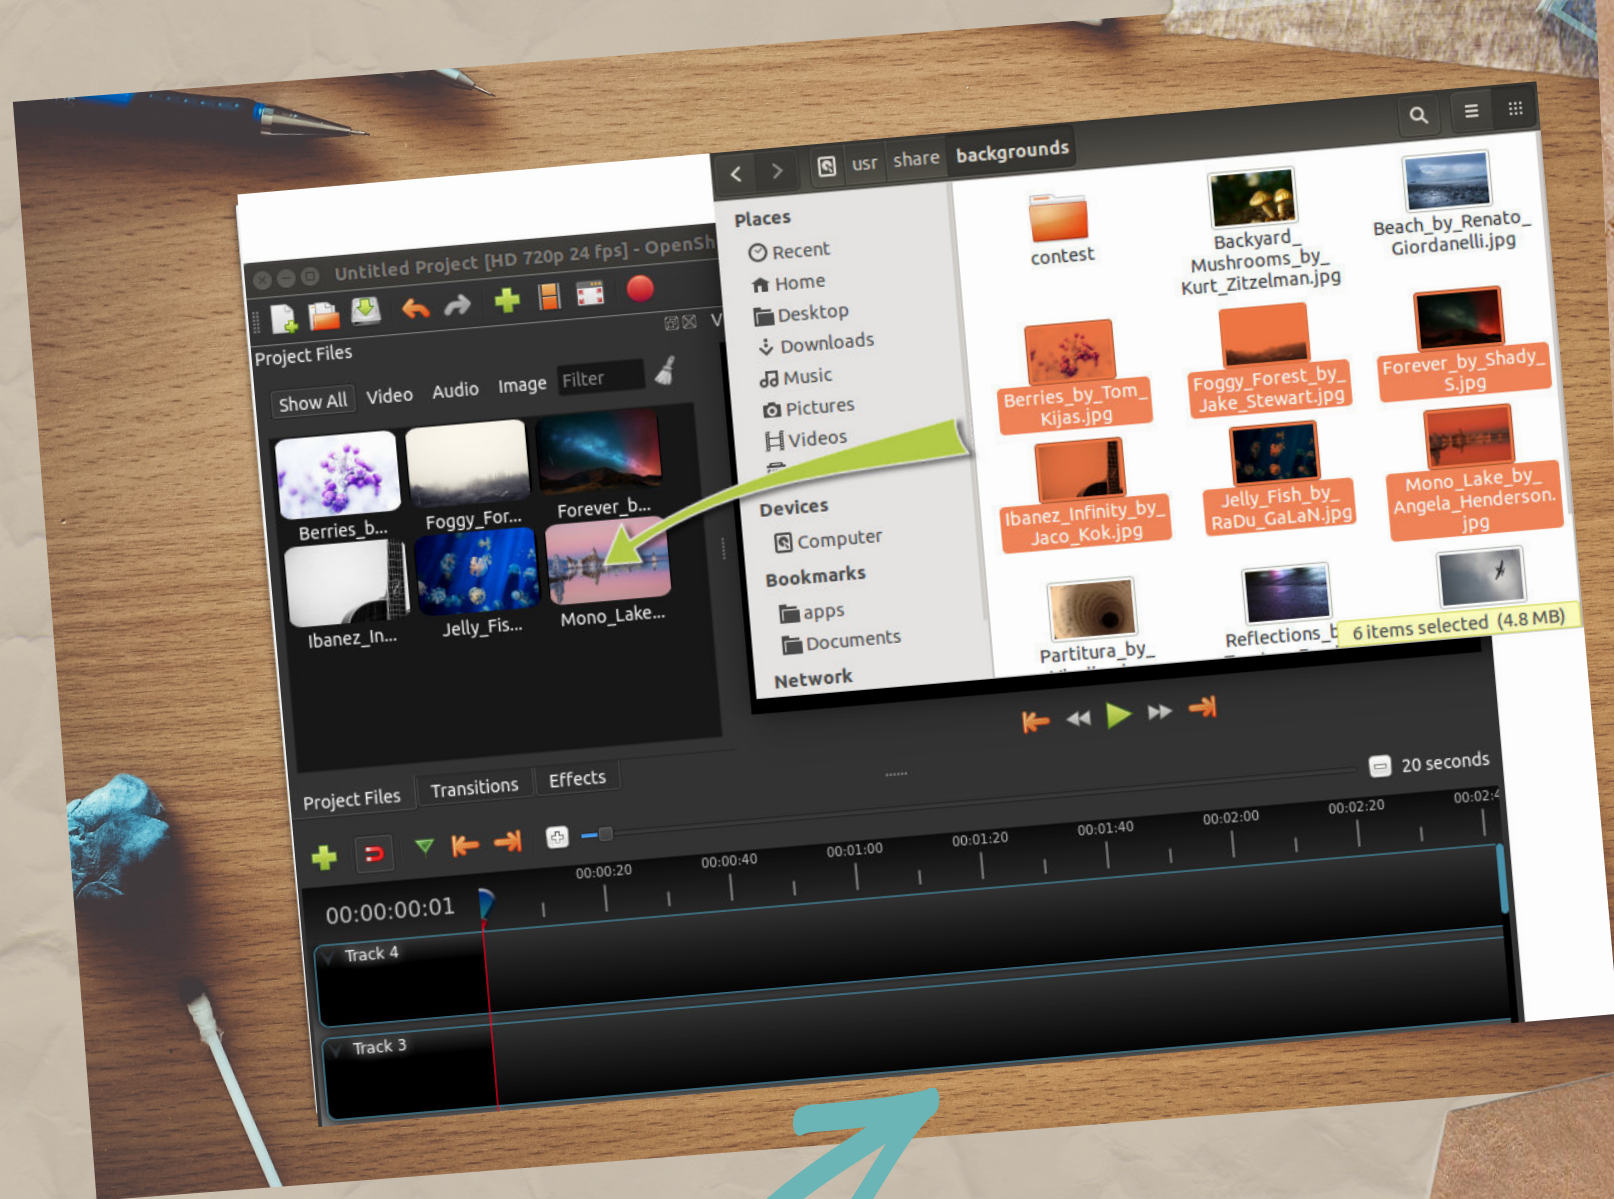 usr share backgrounds
Places
Recent
Home
Desktop
Downloads
Music
Pictures
Videos
Devices
Computer
Bookmarks
apps
Documents
Network
contest
Backyard_
Mushrooms_by_
Kurt_Zitzelman.jpg
Beach_by_Renato_
Giordanelli.jpg
Berries_by_Tom_
Kijas.jpg
Foggy_Forest_by_
Jake_Stewart.jpg
Forever_by_Shady_
S.jpg
Ibanez_Infinity_by_
Jaco_Kok.jpg
Jelly_Fish_by_
RaDu_GaLaN.jpg
Mono_Lake_by_
Angela_Henderson.
jpg
Partitura_by_
Reflections_b
6 items selected (4.8 MB)
Untitled Project [HD 720p 24 fps] - OpenSh
Project Files
V
Show All Video Audio Image Filter
Berries_b...
Foggy_For...
Forever_b...
Ibanez_In...
Jelly_Fis...
Mono_Lake...
Project Files Transitions Effects
20 seconds
00:00:00:01
00:00:20 00:00:40 00:01:00 00:01:20 00:01:40 00:02:00 00:02:20 00:02:4
Track 4
Track 3